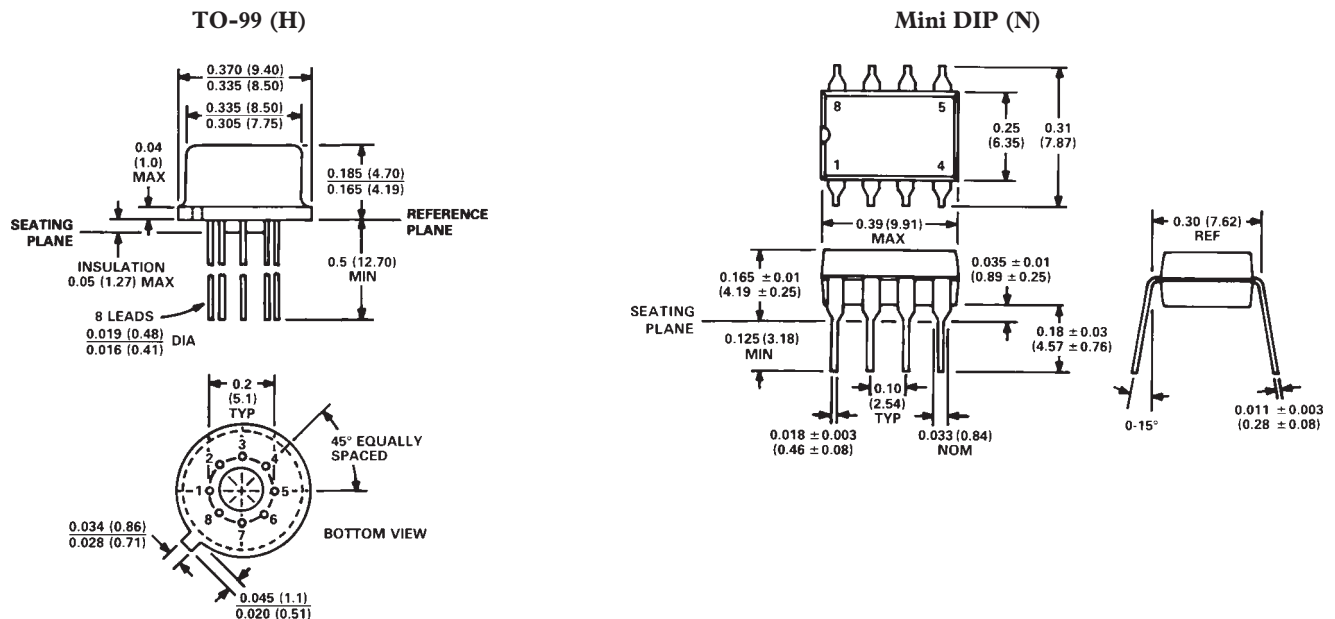 TO-99 (H)
0.370 (9.40)
0.335 (8.50)
0.335 (8.50)
0.305 (7.75)
0.04
(1.0)
MAX
0.185 (4.70)
0.165 (4.19)
SEATING
PLANE
REFERENCE
PLANE
INSULATION
0.05 (1.27) MAX
0.5 (12.70)
MIN
8 LEADS
0.019 (0.48)
0.016 (0.41)
DIA
0.2
(5.1)
TYP
45° EQUALLY
SPACED
3
2
4
1
5
8
6
7
BOTTOM VIEW
0.034 (0.86)
0.028 (0.71)
0.045 (1.1)
0.020 (0.51)
Mini DIP (N)
8
5
1
4
0.25
(6.35)
0.31
(7.87)
0.39 (9.91)
MAX
0.165 ± 0.01
(4.19 ± 0.25)
0.035 ± 0.01
(0.89 ± 0.25)
SEATING
PLANE
0.125 (3.18)
MIN
0.18 ± 0.03
(4.57 ± 0.76)
0.10
(2.54)
TYP
0.018 ± 0.003
(0.46 ± 0.08)
0.033 (0.84)
NOM
0.30 (7.62)
REF
0-15°
0.011 ± 0.003
(0.28 ± 0.08)